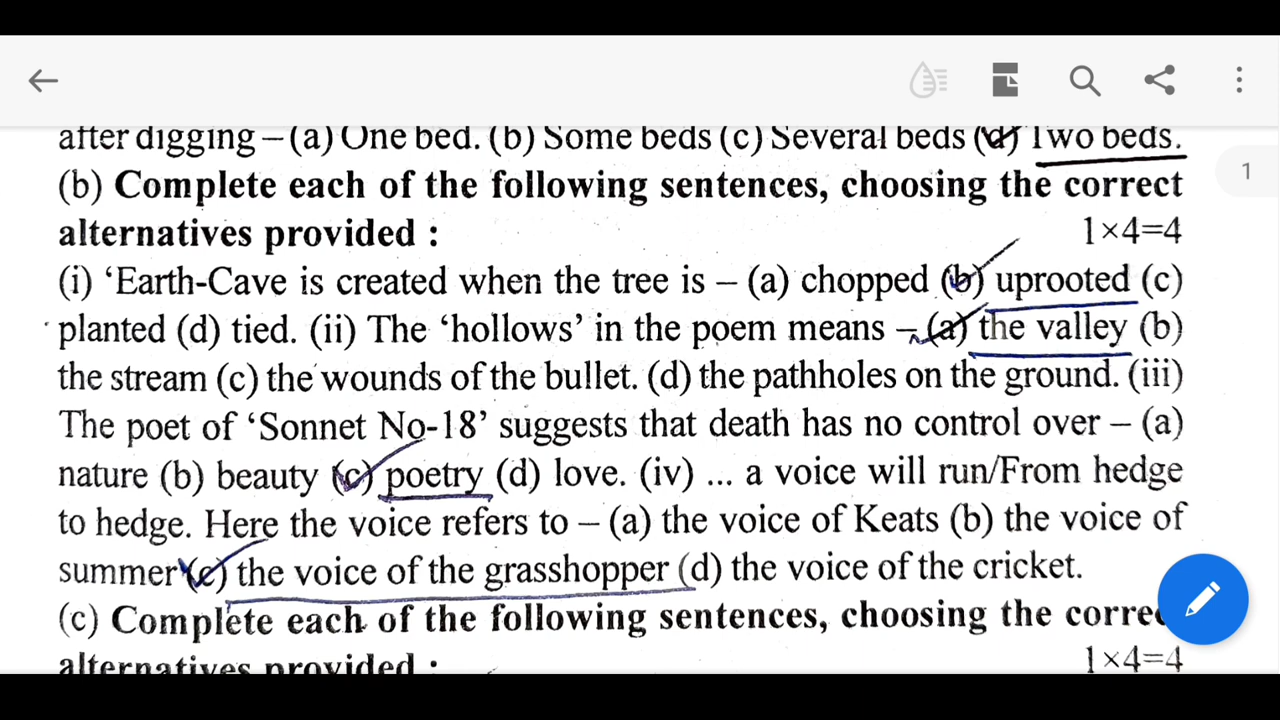 after digging – (a) One bed. (b) Some beds (c) Several beds (d) Two beds.
1
(b) Complete each of the following sentences, choosing the correct
alternatives provided : 1×4=4
(i) ‘Earth-Cave is created when the tree is – (a) chopped (b) uprooted (c)
planted (d) tied. (ii) The ‘hollows’ in the poem means – (a) the valley (b)
the stream (c) the wounds of the bullet. (d) the pathholes on the ground. (iii)
The poet of ‘Sonnet No-18’ suggests that death has no control over – (a)
nature (b) beauty (c) poetry (d) love. (iv) ... a voice will run/From hedge
to hedge. Here the voice refers to – (a) the voice of Keats (b) the voice of
summer (c) the voice of the grasshopper (d) the voice of the cricket.
(c) Complete each of the following sentences, choosing the corre
alternatives provided : 1×4=4